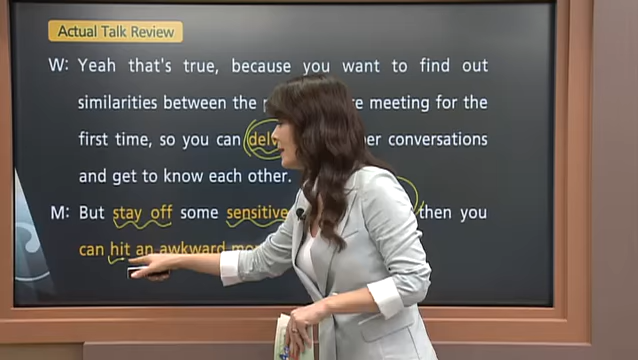 Actual Talk Review
W: Yeah that's true, because you want to find out
similarities between the meeting for the
first time, so you can conversations
and get to know each other.
M: But stay off some sensitive then you
can hit an awkward